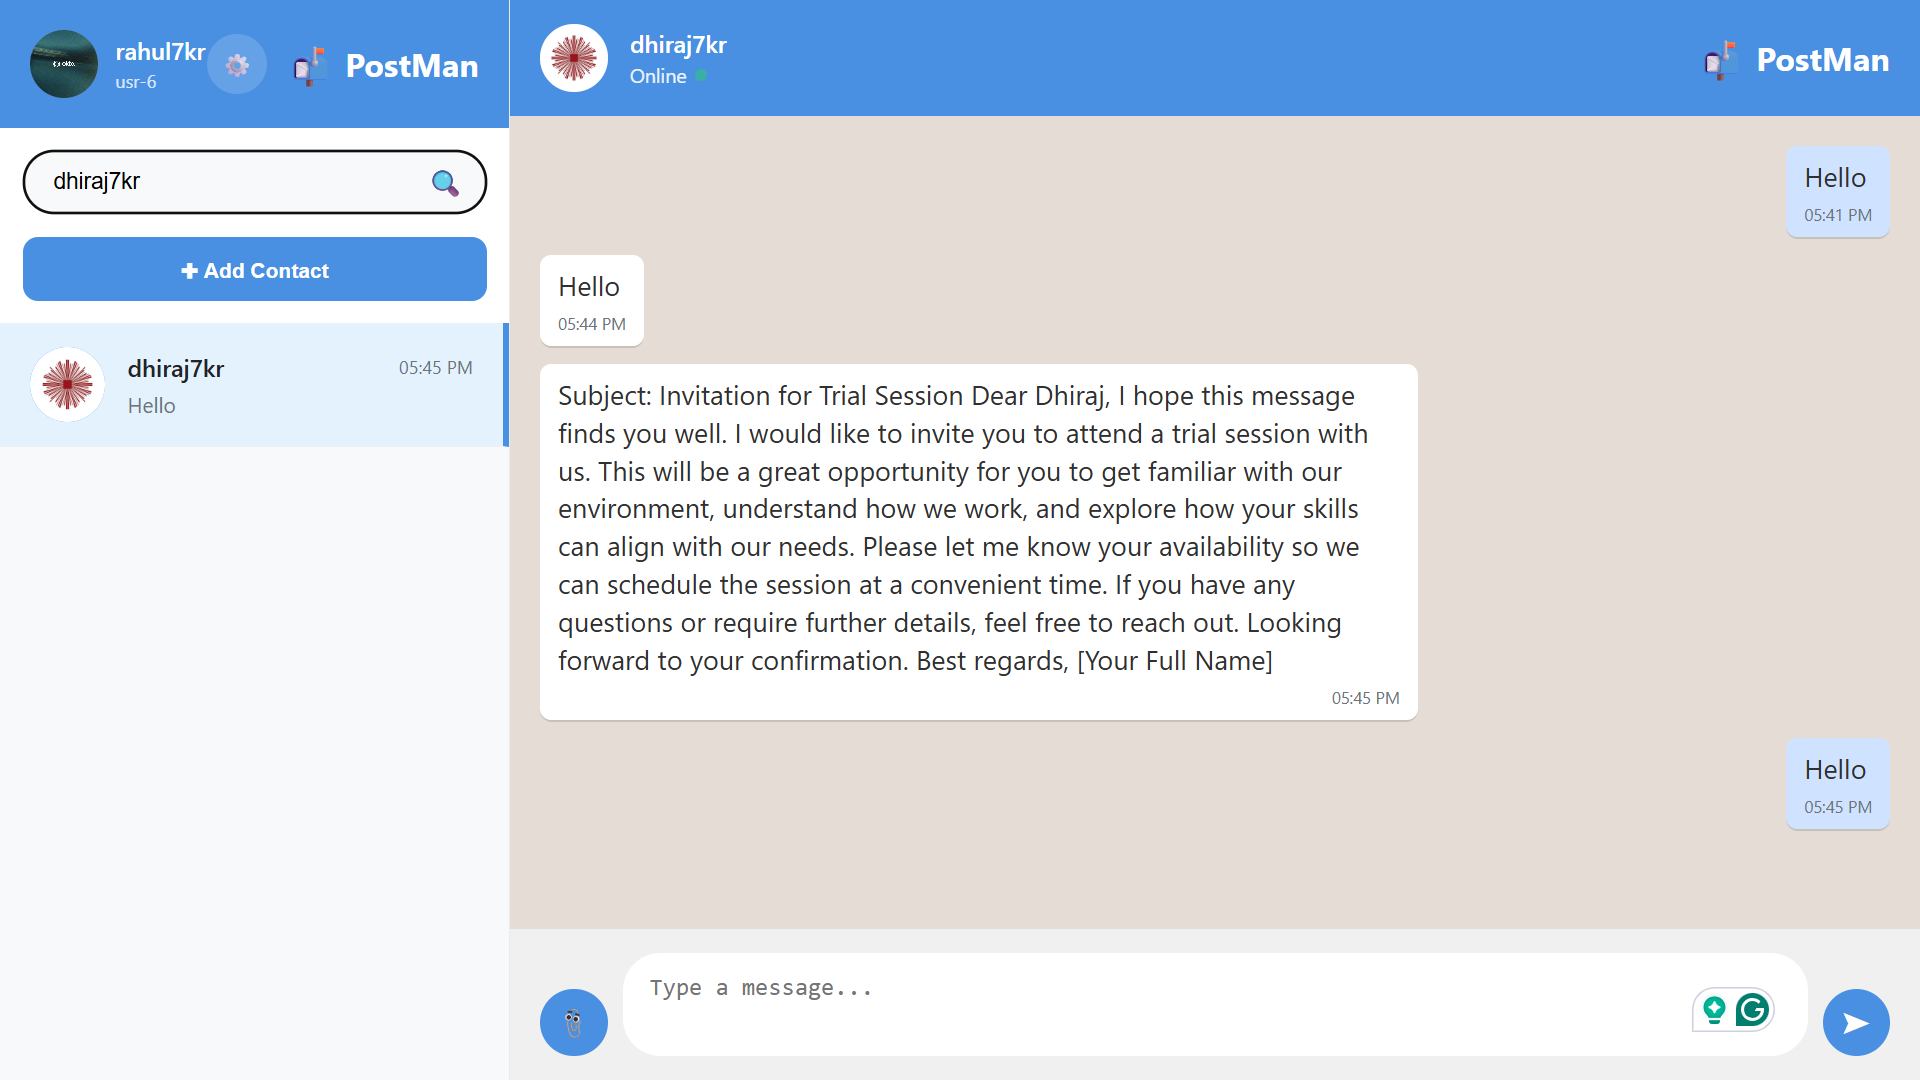 rahul7kr
usr-6
PostMan
dhiraj7kr
Add Contact
dhiraj7kr
05:45 PM
Hello
dhiraj7kr
Online
PostMan
Hello
05:41 PM
Hello
05:44 PM
Subject: Invitation for Trial Session Dear Dhiraj, I hope this message
finds you well. I would like to invite you to attend a trial session with
us. This will be a great opportunity for you to get familiar with our
environment, understand how we work, and explore how your skills
can align with our needs. Please let me know your availability so we
can schedule the session at a convenient time. If you have any
questions or require further details, feel free to reach out. Looking
forward to your confirmation. Best regards, [Your Full Name]
05:45 PM
Hello
05:45 PM
Type a message...